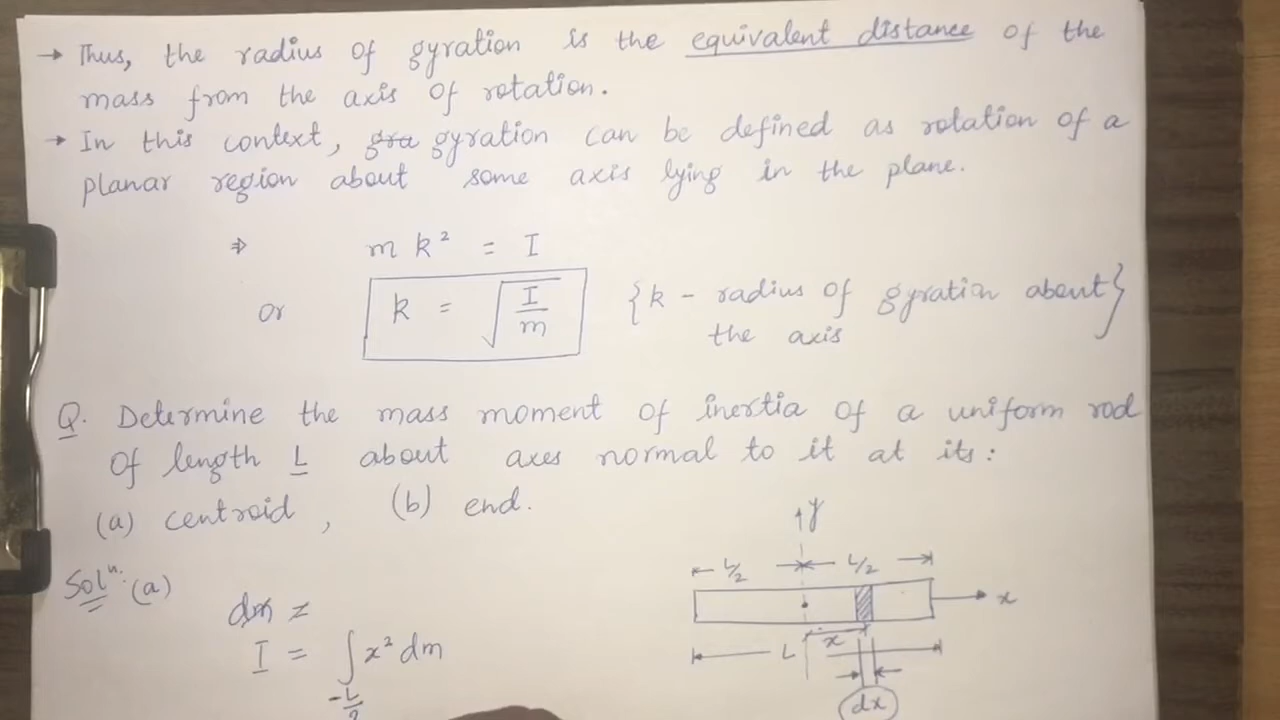 → Thus, the radius of gyration is the equivalent distance of the
mass from the axis of rotation.
→ In this context, gra gyration can be defined as rotation of a
planar region about some axis lying in the plane.
⇒ m k² = I
or k = √(I/m) {k - radius of gyration about
the axis}
Q. Determine the mass moment of inertia of a uniform rod
of length L about axes normal to it at its:
(a) centroid, (b) end.
Solⁿ: (a)
dm =
I = ∫ x² dm
-L/2
y
L/2 L/2
x
x
L
dx